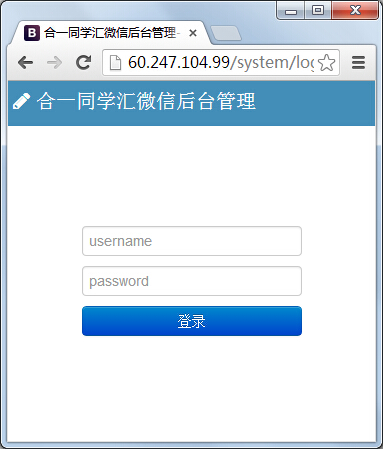 B 合一同学汇微信后台管理-
60.247.104.99/system/log
合一同学汇微信后台管理
username
password
登录